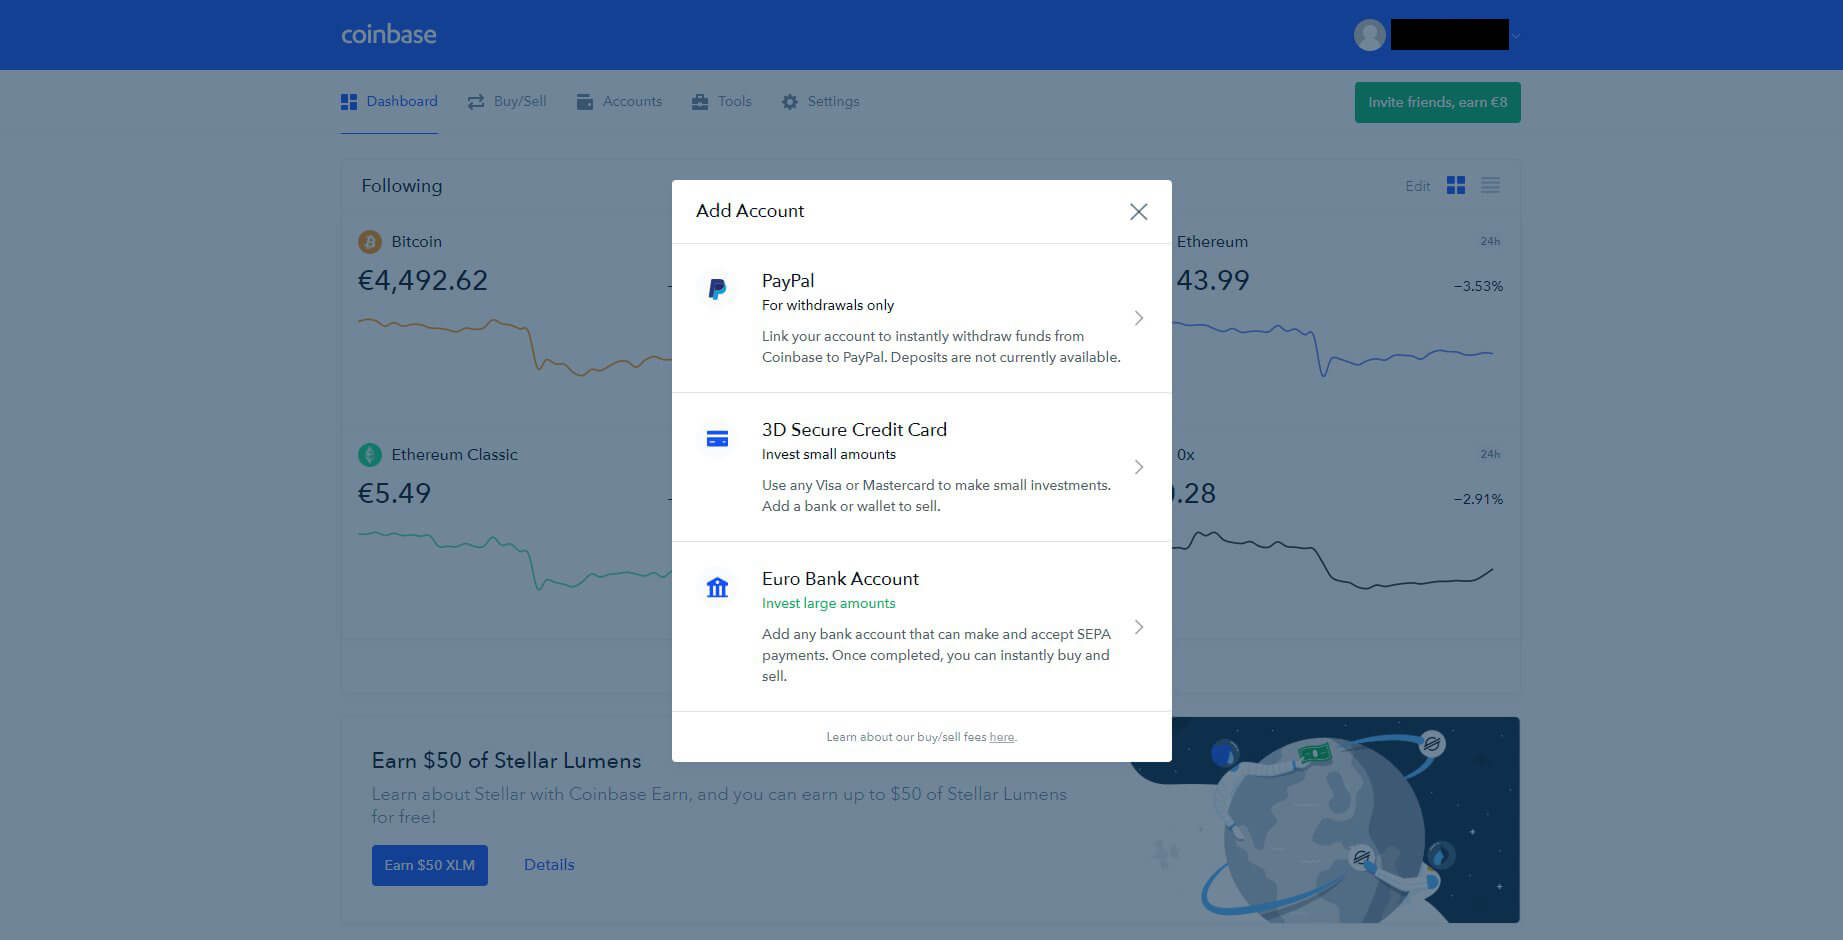 coinbase
Dashboard
Buy/Sell
Accounts
Tools
Settings
Invite friends, earn €8
Following
Edit
Bitcoin
€4,492.62
Ethereum
24h
43.99
−3.53%
Ethereum Classic
€5.49
0x
24h
.28
−2.91%
Add Account
PayPal
For withdrawals only
Link your account to instantly withdraw funds from
Coinbase to PayPal. Deposits are not currently available.
3D Secure Credit Card
Invest small amounts
Use any Visa or Mastercard to make small investments.
Add a bank or wallet to sell.
Euro Bank Account
Invest large amounts
Add any bank account that can make and accept SEPA
payments. Once completed, you can instantly buy and
sell.
Learn about our buy/sell fees here.
Earn $50 of Stellar Lumens
Learn about Stellar with Coinbase Earn, and you can earn up to $50 of Stellar Lumens
for free!
Earn $50 XLM
Details